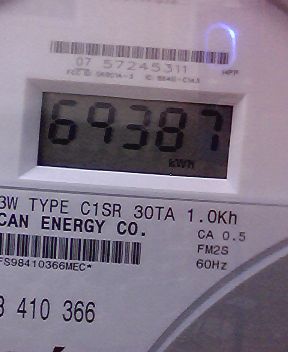 07 57245311
69387
kWH
3W TYPE C1SR 30TA 1.0Kh
CAN ENERGY CO.
CA 0.5
FM2S
FS98410366MEC*
60Hz
3 410 366